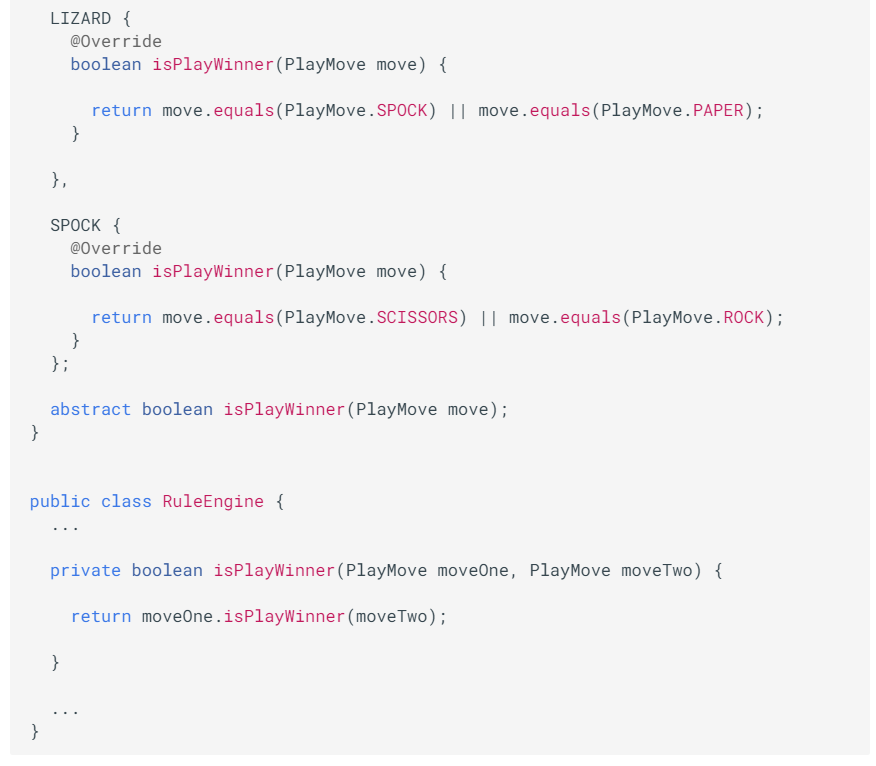 LIZARD {
@Override
boolean isPlayWinner(PlayMove move) {
return move.equals(PlayMove.SPOCK) || move.equals(PlayMove.PAPER);
}
},
SPOCK {
@Override
boolean isPlayWinner(PlayMove move) {
return move.equals(PlayMove.SCISSORS) || move.equals(PlayMove.ROCK);
}
};
abstract boolean isPlayWinner(PlayMove move);
}
public class RuleEngine {
...
private boolean isPlayWinner(PlayMove moveOne, PlayMove moveTwo) {
return moveOne.isPlayWinner(moveTwo);
}
...
}